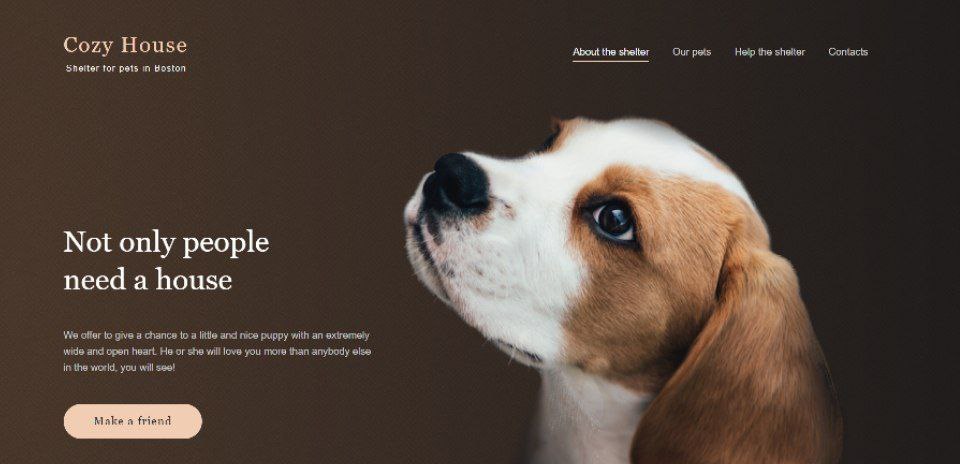 Cozy House
Shelter for pets in Boston
About the shelter
Our pets
Help the shelter
Contacts
Not only people
need a house
We offer to give a chance to a little and nice puppy with an extremely
wide and open heart. He or she will love you more than anybody else
in the world, you will see!
Make a friend